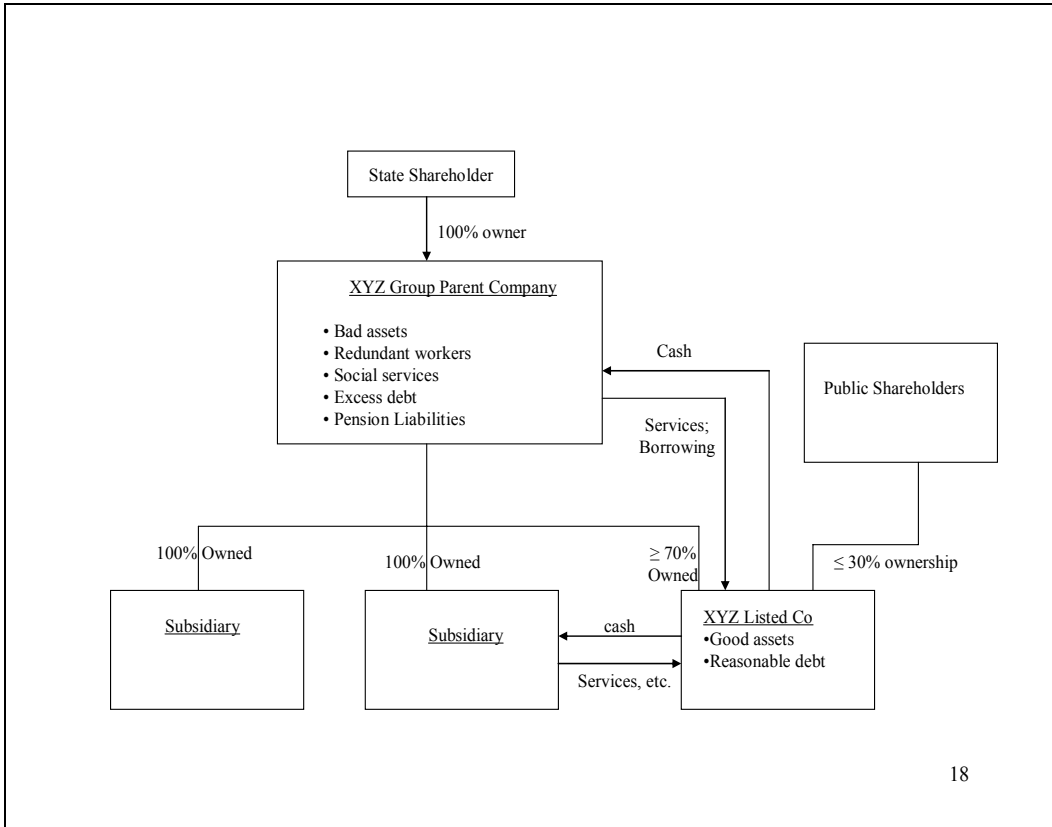 State Shareholder
100% owner
XYZ Group Parent Company
• Bad assets
• Redundant workers
• Social services
• Excess debt
• Pension Liabilities
Cash
Services;
Borrowing
Public Shareholders
100% Owned
100% Owned
≥ 70%
Owned
≤ 30% ownership
Subsidiary
Subsidiary
cash
Services, etc.
XYZ Listed Co
•Good assets
•Reasonable debt
18